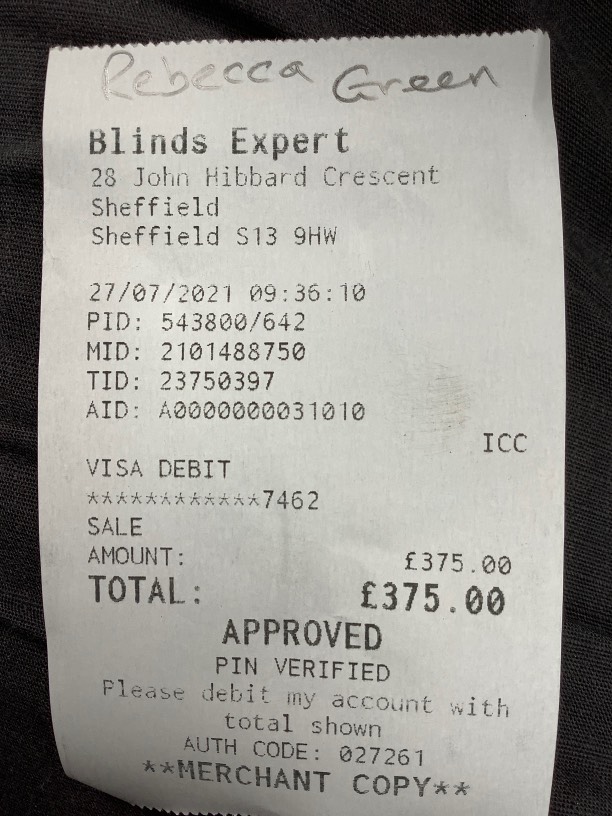 Rebecca Green
Blinds Expert
28 John Hibbard Crescent
Sheffield
Sheffield S13 9HW
27/07/2021 09:36:10
PID: 543800/642
MID: 2101488750
TID: 23750397
AID: A0000000031010
ICC
VISA DEBIT
************7462
SALE
AMOUNT: £375.00
TOTAL: £375.00
APPROVED
PIN VERIFIED
Please debit my account with
total shown
AUTH CODE: 027261
**MERCHANT COPY**